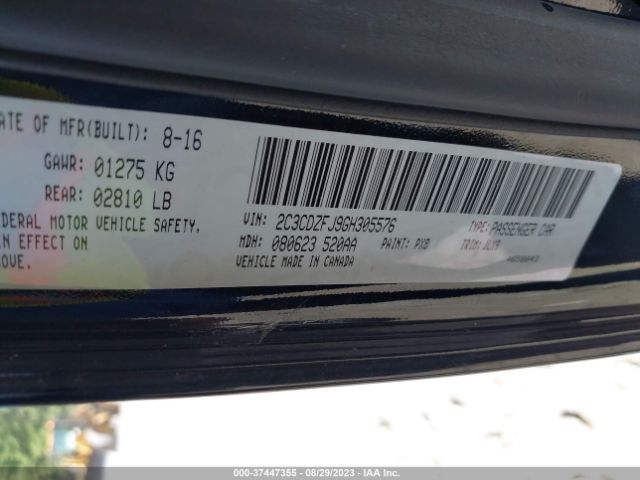 ATE OF MFR(BUILT): 8-16
GAWR: 01275 KG
REAR: 02810 LB
DERAL MOTOR VEHICLE SAFETY,
N EFFECT ON
OVE.
VIN: 2C3CDZFJ9GH305576
TYPE: PASSENGER CAR
MDH: 080623 520AA
PAINT: PXB
TRIM:
VEHICLE MADE IN CANADA
000-37447355 | 08/29/2023 | IAA Inc.